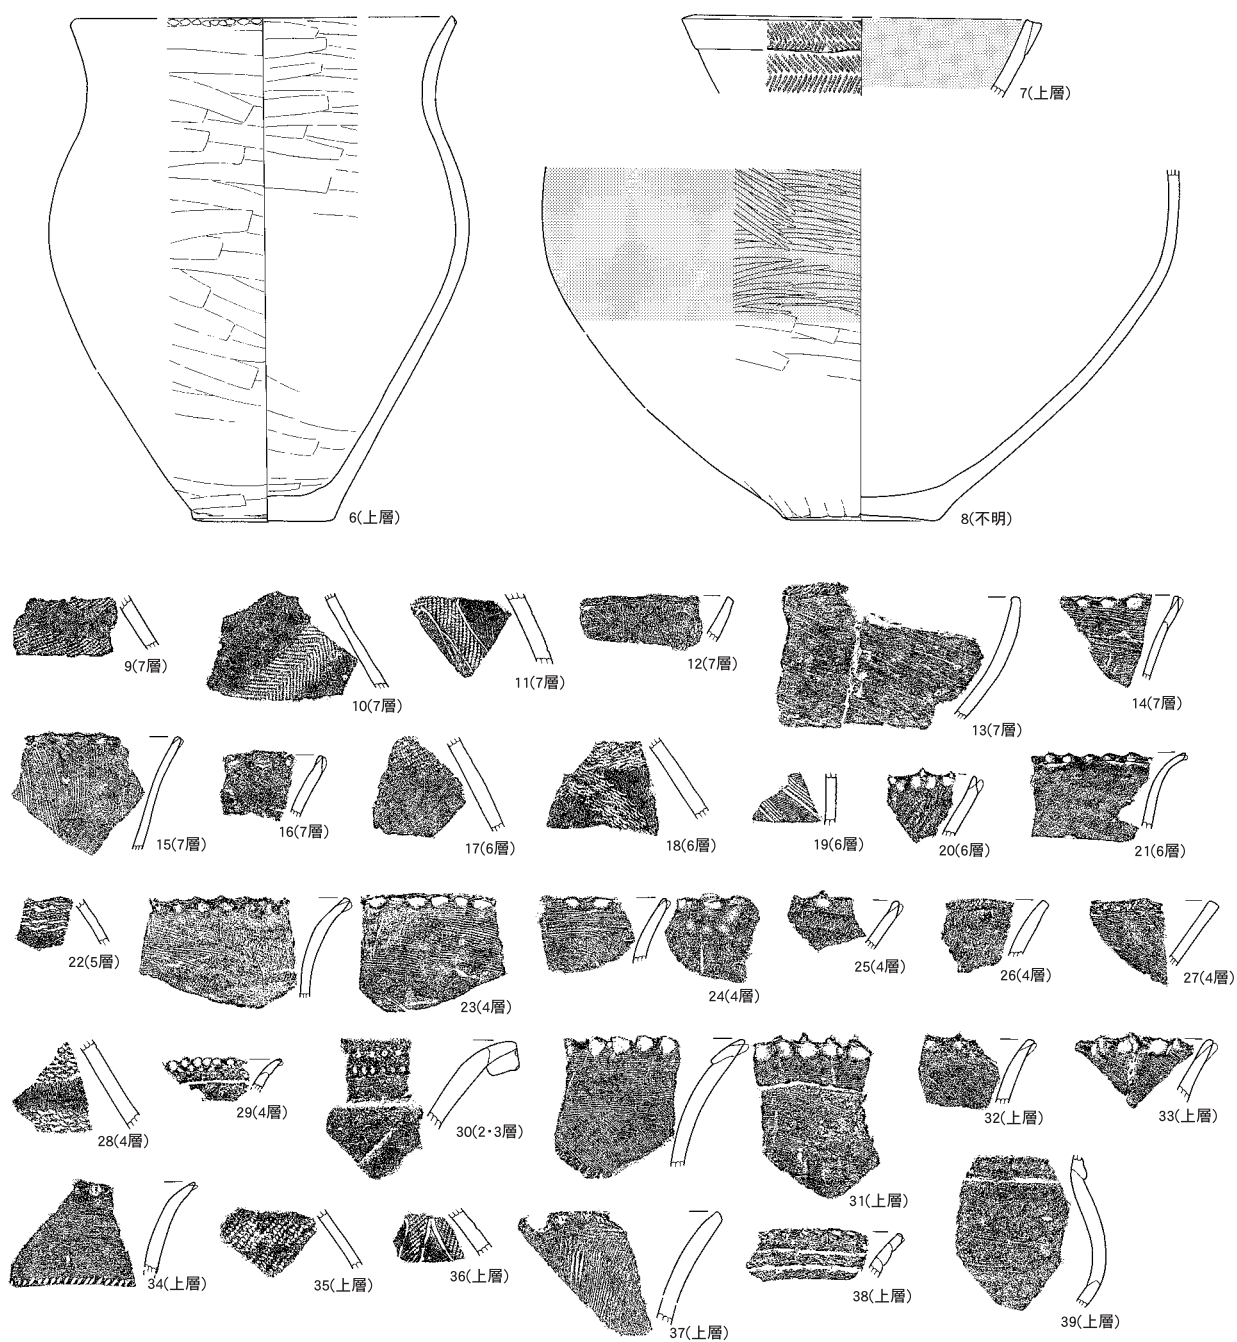 7(上層)
6(上層)
8(不明)
9(7層)
10(7層)
11(7層)
12(7層)
13(7層)
14(7層)
15(7層)
16(7層)
17(6層)
18(6層)
19(6層)
20(6層)
21(6層)
22(5層)
23(4層)
24(4層)
25(4層)
26(4層)
27(4層)
28(4層)
29(4層)
30(2・3層)
31(上層)
32(上層)
33(上層)
34(上層)
35(上層)
36(上層)
37(上層)
38(上層)
39(上層)